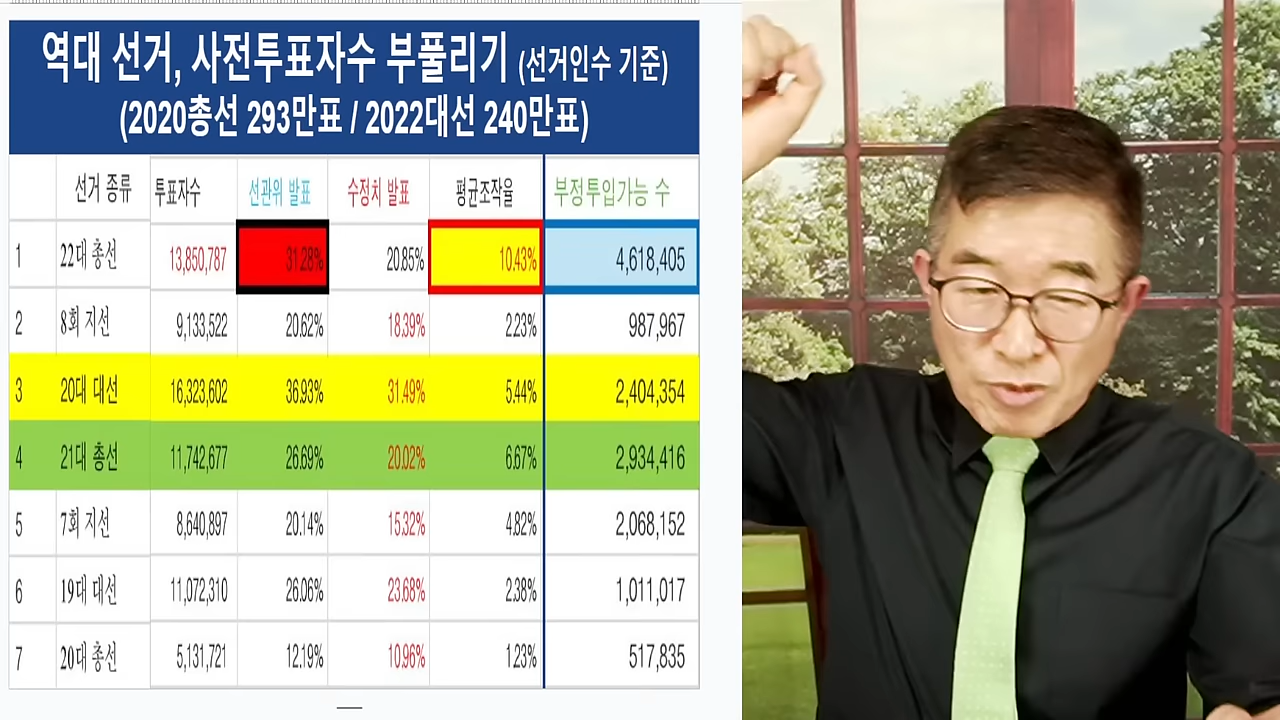 역대 선거, 사전투표자수 부풀리기 (선거인수 기준)
(2020총선 293만표 / 2022대선 240만표)
선거 종류 투표자수 선관위 발표 수정치 발표 평균조작율 부정투입가능 수
1 22대 총선 13,850,787 31.28% 20.85% 10.43% 4,618,405
2 8회 지선 9,133,522 20.62% 18.39% 2.23% 987,967
3 20대 대선 16,323,602 36.93% 31.49% 5.44% 2,404,354
4 21대 총선 11,742,677 26.69% 20.02% 6.67% 2,934,416
5 7회 지선 8,640,897 20.14% 15.32% 4.82% 2,068,152
6 19대 대선 11,072,310 26.06% 23.68% 2.38% 1,011,017
7 20대 총선 5,131,721 12.19% 10.96% 1.23% 517,835